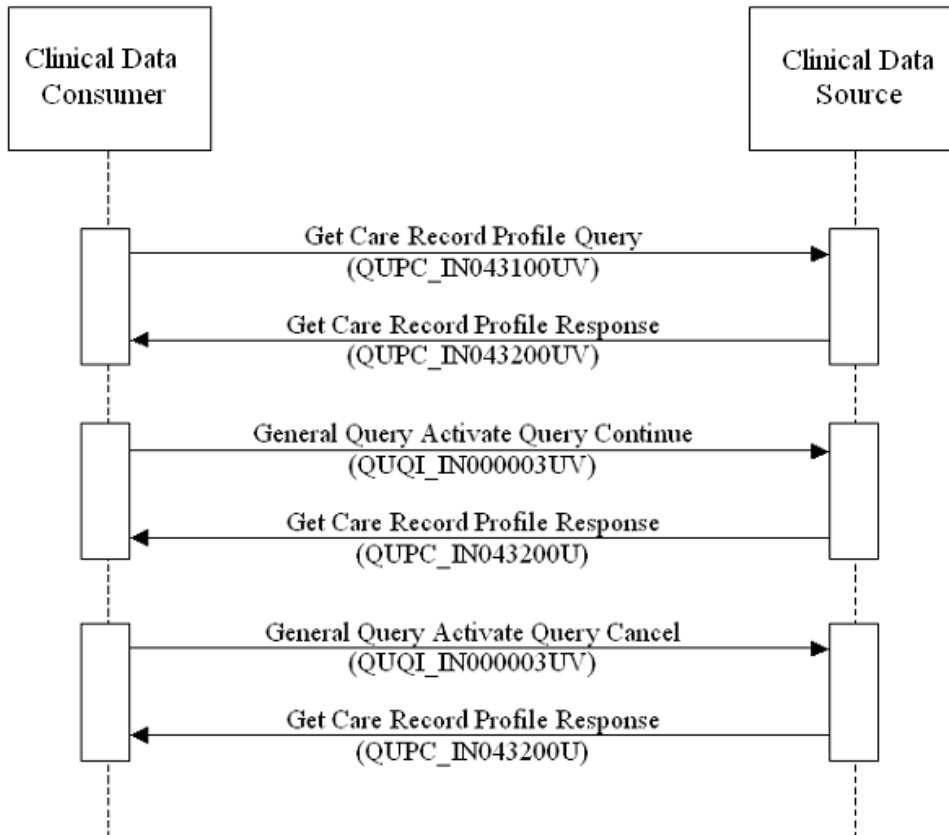 Clinical Data
Consumer
Clinical Data
Source
Get Care Record Profile Query
(QUPC_IN043100UV)
Get Care Record Profile Response
(QUPC_IN043200UV)
General Query Activate Query Continue
(QUQI_IN000003UV)
Get Care Record Profile Response
(QUPC_IN043200U)
General Query Activate Query Cancel
(QUQI_IN000003UV)
Get Care Record Profile Response
(QUPC_IN043200U)